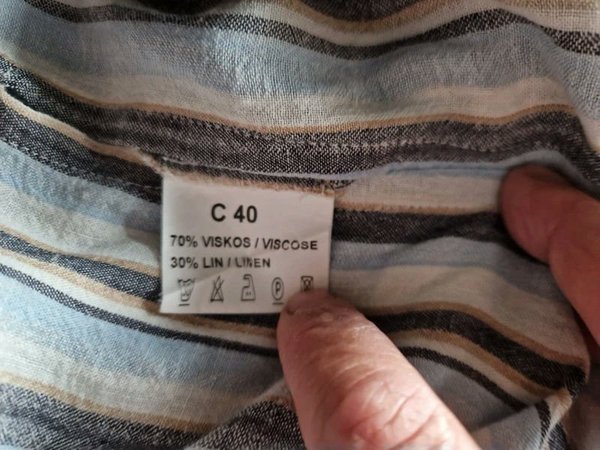 C 40
70% VISKOS / VISCOSE
30% LIN / LINEN